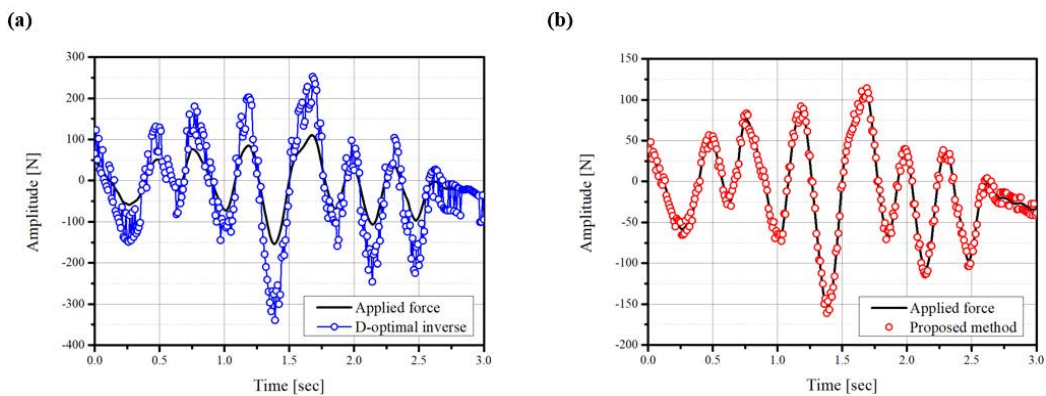 (a)
300
200
100
0
-100
-200
-300
-400
Amplitude [N]
0.0 0.5 1.0 1.5 2.0 2.5 3.0
Time [sec]
Applied force
D-optimal inverse
(b)
150
100
50
0
-50
-100
-150
-200
Amplitude [N]
0.0 0.5 1.0 1.5 2.0 2.5 3.0
Time [sec]
Applied force
Proposed method